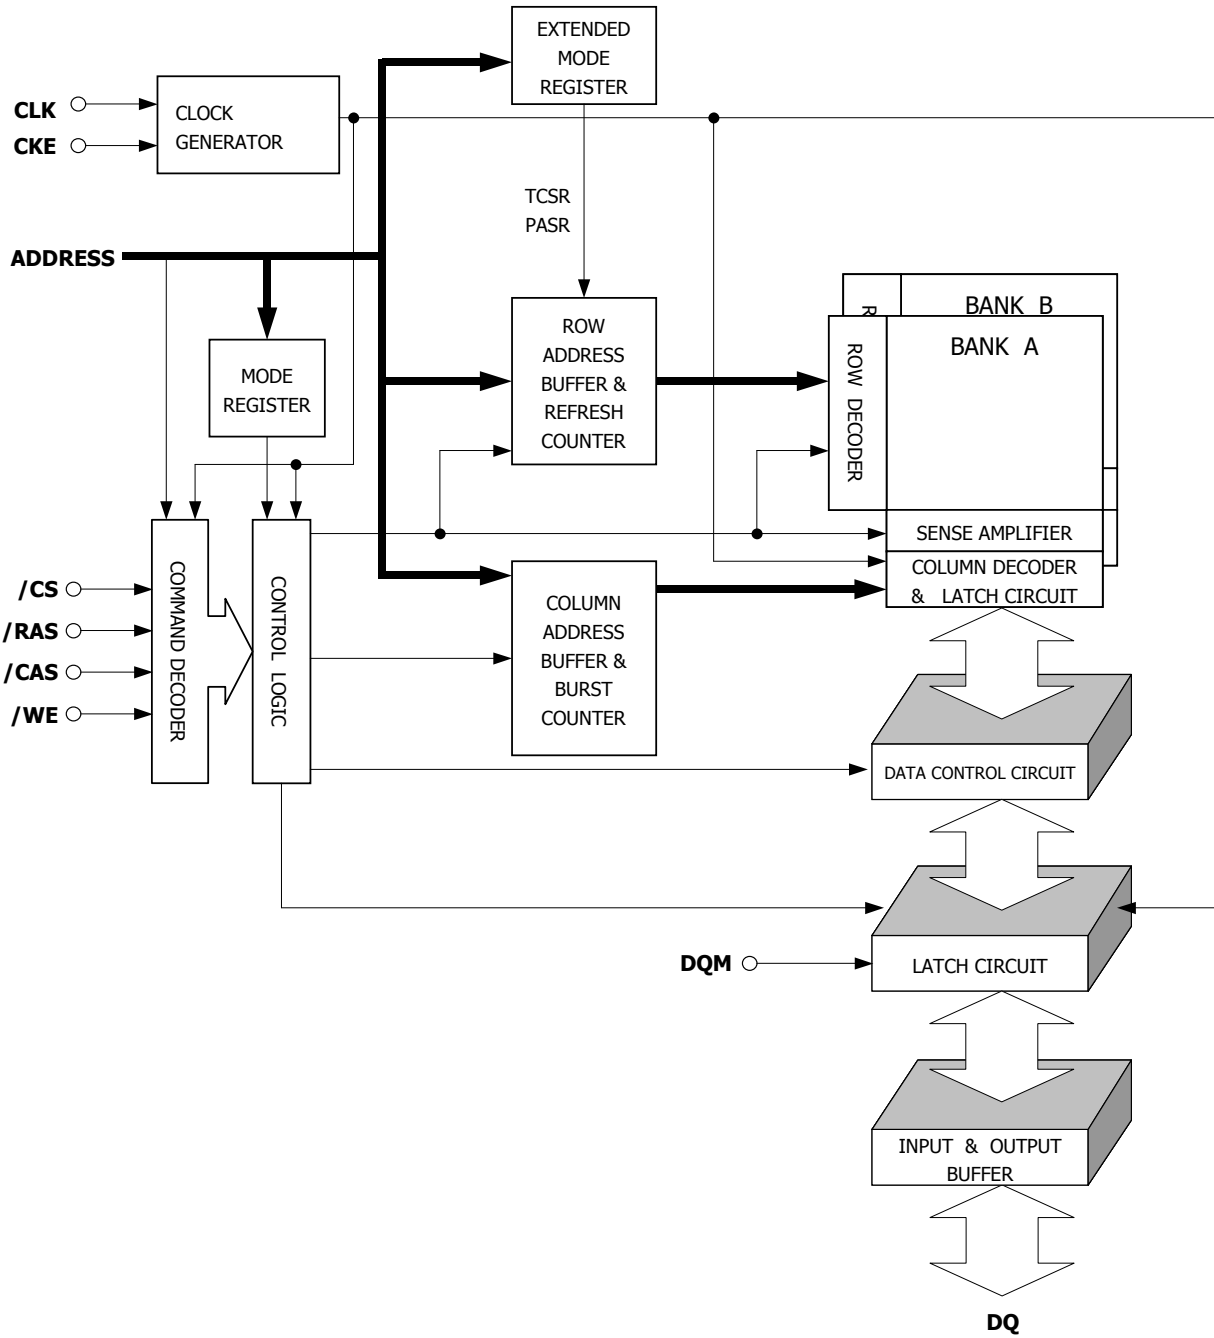 EXTENDED
MODE
REGISTER
CLK
CKE
CLOCK
GENERATOR
TCSR
PASR
ADDRESS
MODE
REGISTER
ROW
ADDRESS
BUFFER &
REFRESH
COUNTER
R
BANK B
BANK A
ROW DECODER
SENSE AMPLIFIER
COLUMN DECODER
& LATCH CIRCUIT
/CS
/RAS
/CAS
/WE
COMMAND DECODER
CONTROL LOGIC
COLUMN
ADDRESS
BUFFER &
BURST
COUNTER
DATA CONTROL CIRCUIT
DQM
LATCH CIRCUIT
INPUT & OUTPUT
BUFFER
DQ